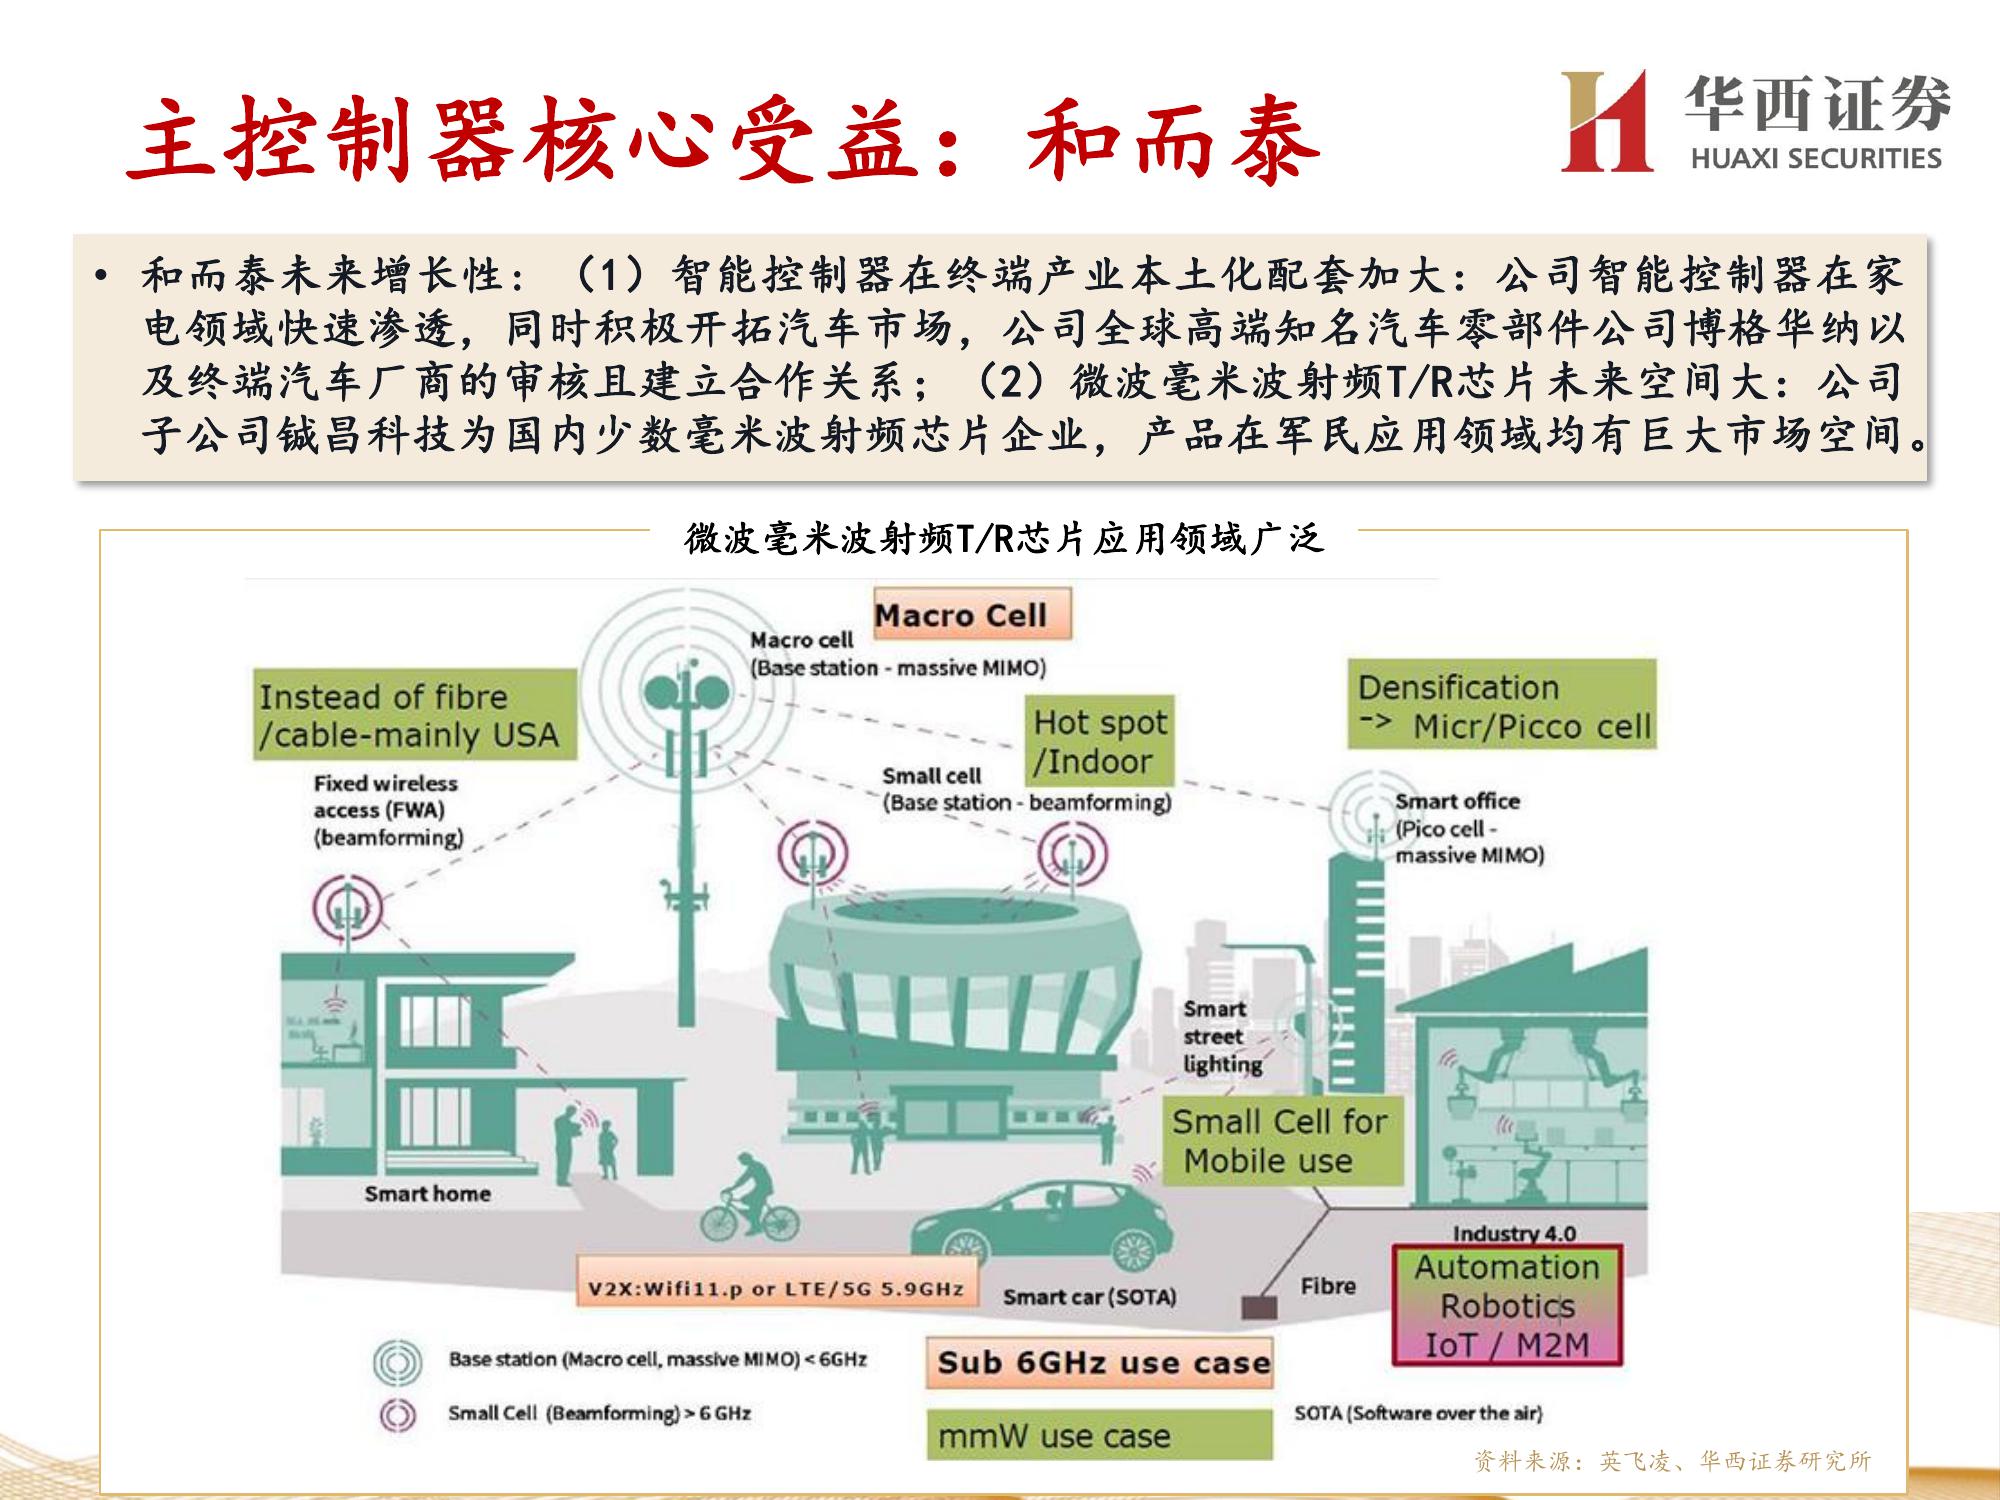 主控制器核心受益：和而泰
华西证券
HUAXI SECURITIES
• 和而泰未来增长性：（1）智能控制器在终端产业本土化配套加大：公司智能控制器在家
电领域快速渗透，同时积极开拓汽车市场，公司全球高端知名汽车零部件公司博格华纳以
及终端汽车厂商的审核且建立合作关系；（2）微波毫米波射频T/R芯片未来空间大：公司
子公司铖昌科技为国内少数毫米波射频芯片企业，产品在军民应用领域均有巨大市场空间。
微波毫米波射频T/R芯片应用领域广泛
Macro Cell
Macro cell
(Base station - massive MIMO)
Instead of fibre
/cable-mainly USA
Densification
-> Micr/Picco cell
Hot spot
/Indoor
Fixed wireless
access (FWA)
(beamforming)
Small cell
(Base station - beamforming)
Smart office
(Pico cell -
massive MIMO)
Smart
street
lighting
Small Cell for
Mobile use
Smart home
Industry 4.0
Automation
Robotics
IoT / M2M
V2X:Wifi11.p or LTE/5G 5.9GHz
Smart car (SOTA)
Fibre
Base station (Macro cell, massive MIMO) < 6GHz
Sub 6GHz use case
Small Cell (Beamforming) > 6 GHz
mmW use case
SOTA (Software over the air)
资料来源：英飞凌、华西证券研究所